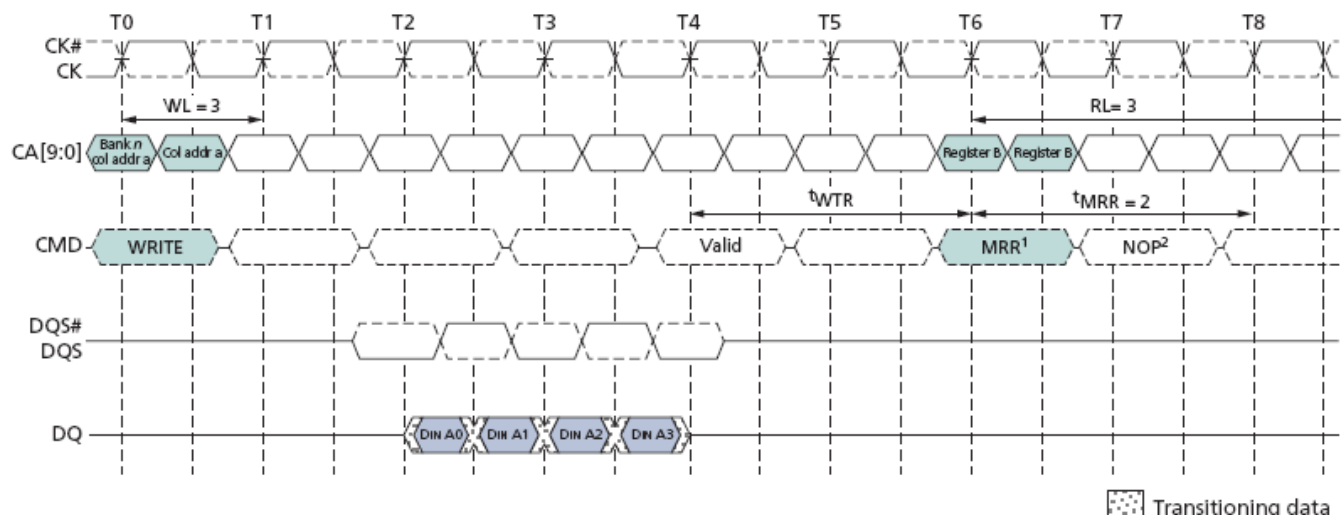 T0 T1 T2 T3 T4 T5 T6 T7 T8
CK#
CK
WL = 3 RL= 3
CA[9:0] Bank n col addr a Col addr a Register B Register B
tWTR tMRR = 2
CMD WRITE Valid MRR1 NOP2
DQS#
DQS
DQ DIN A0 DIN A1 DIN A2 DIN A3
Transitioning data